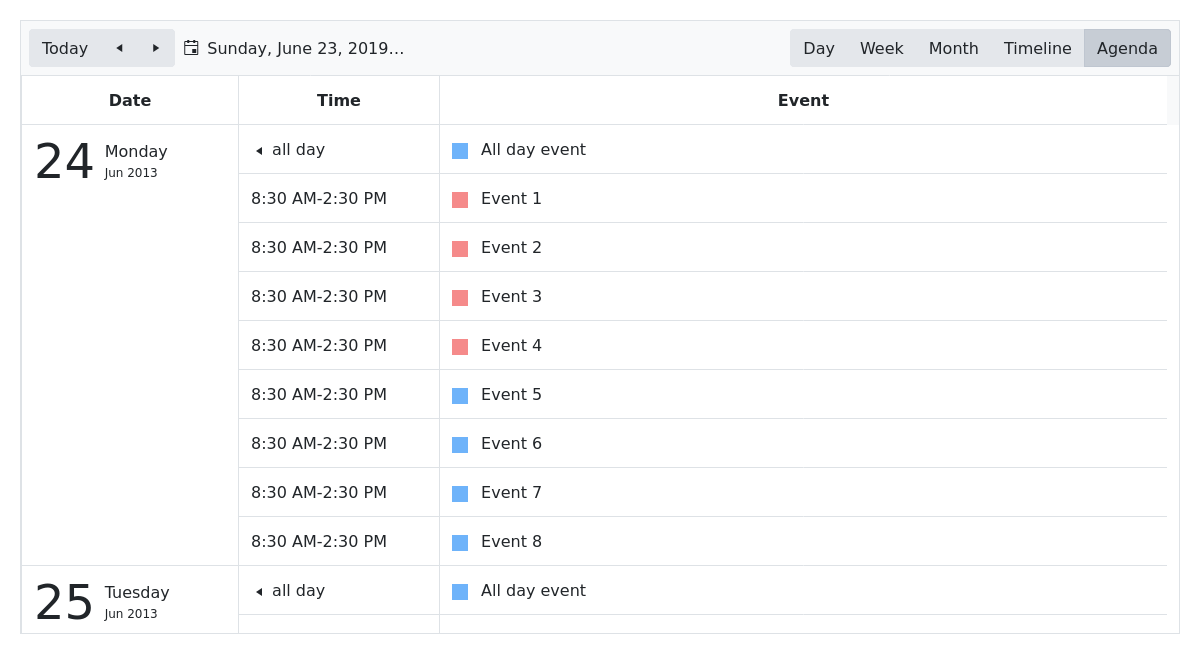 Today Sunday, June 23, 2019... Day Week Month Timeline Agenda
Date Time Event
24 Monday Jun 2013 all day All day event
8:30 AM-2:30 PM Event 1
8:30 AM-2:30 PM Event 2
8:30 AM-2:30 PM Event 3
8:30 AM-2:30 PM Event 4
8:30 AM-2:30 PM Event 5
8:30 AM-2:30 PM Event 6
8:30 AM-2:30 PM Event 7
8:30 AM-2:30 PM Event 8
25 Tuesday Jun 2013 all day All day event